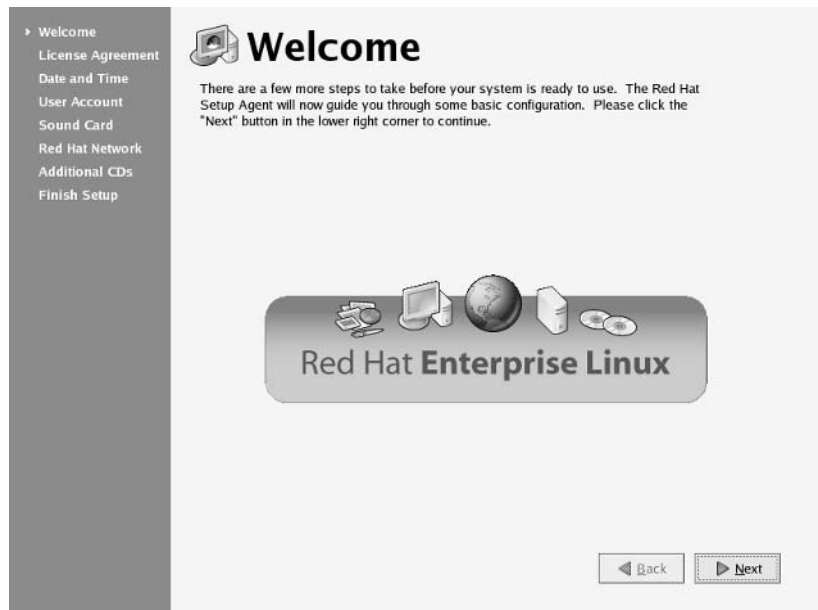 Welcome
License Agreement
Date and Time
User Account
Sound Card
Red Hat Network
Additional CDs
Finish Setup
Welcome
There are a few more steps to take before your system is ready to use. The Red Hat
Setup Agent will now guide you through some basic configuration. Please click the
"Next" button in the lower right corner to continue.
Red Hat Enterprise Linux
Back
Next